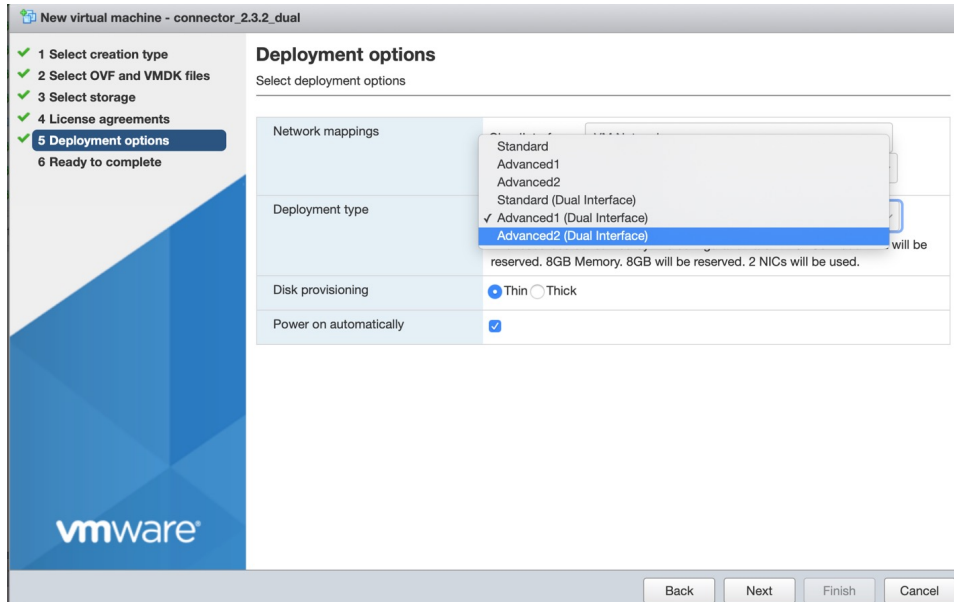 New virtual machine - connector_2.3.2_dual
1 Select creation type
2 Select OVF and VMDK files
3 Select storage
4 License agreements
5 Deployment options
6 Ready to complete
vmware®
Deployment options
Select deployment options
Network mappings
Standard
Advanced1
Advanced2
Standard (Dual Interface)
✓ Advanced1 (Dual Interface)
Advanced2 (Dual Interface)
Deployment type
will be
reserved. 8GB Memory. 8GB will be reserved. 2 NICs will be used.
Disk provisioning
Thin Thick
Power on automatically
Back Next Finish Cancel